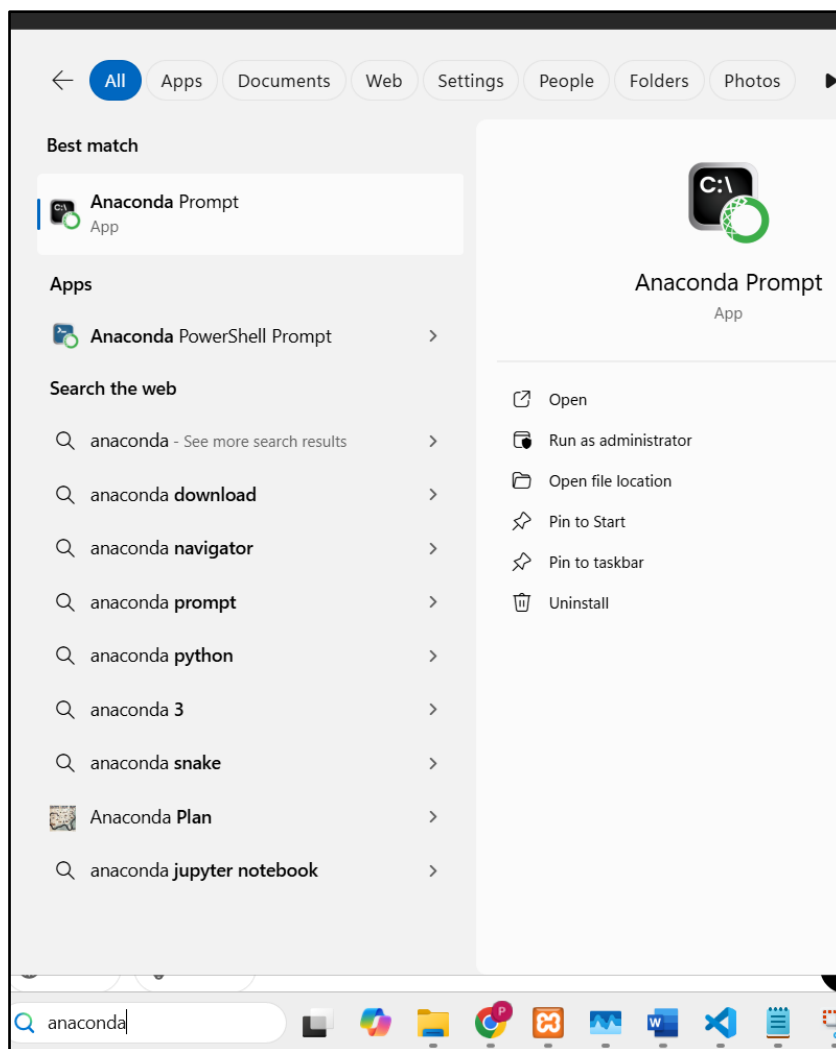 All Apps Documents Web Settings People Folders Photos
Best match
Anaconda Prompt
App
Apps
Anaconda PowerShell Prompt
Search the web
anaconda - See more search results
anaconda download
anaconda navigator
anaconda prompt
anaconda python
anaconda 3
anaconda snake
Anaconda Plan
anaconda jupyter notebook
C:\
Anaconda Prompt
App
Open
Run as administrator
Open file location
Pin to Start
Pin to taskbar
Uninstall
anaconda
P
W